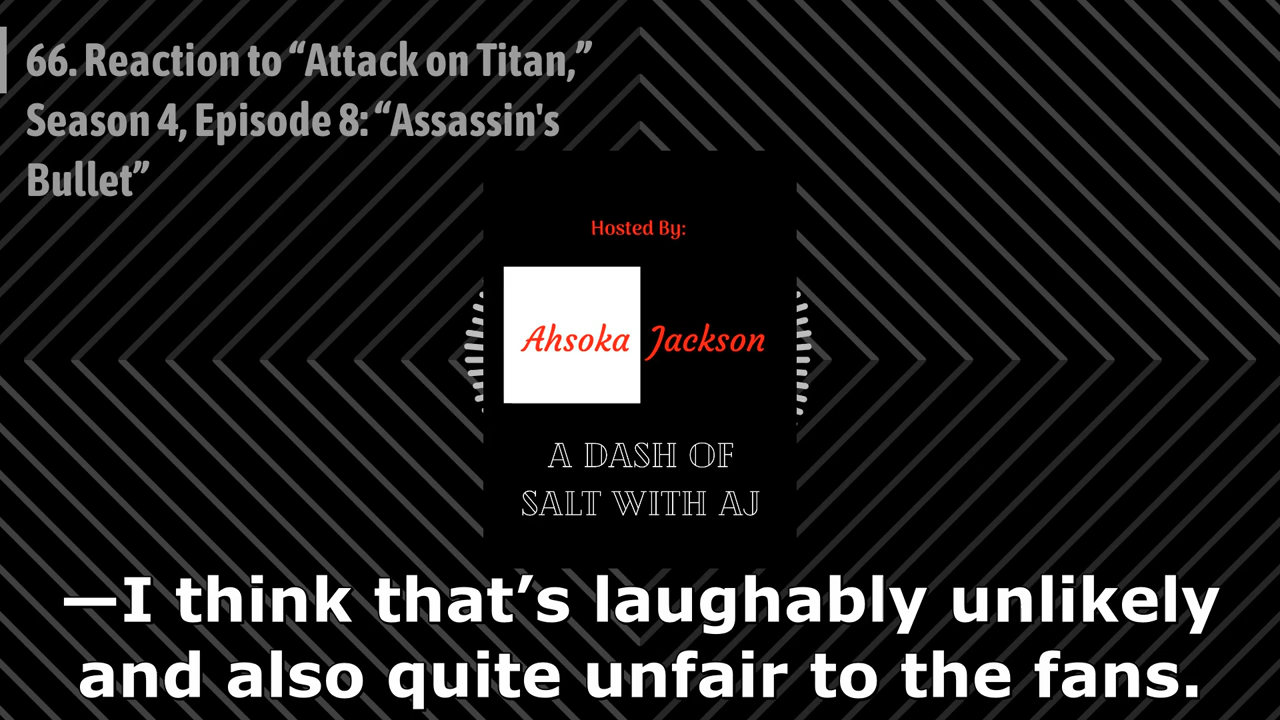 66. Reaction to “Attack on Titan,”
Season 4, Episode 8: “Assassin's
Bullet”
Hosted By:
Ahsoka Jackson
A DASH OF
SALT WITH AJ
—I think that’s laughably unlikely
and also quite unfair to the fans.